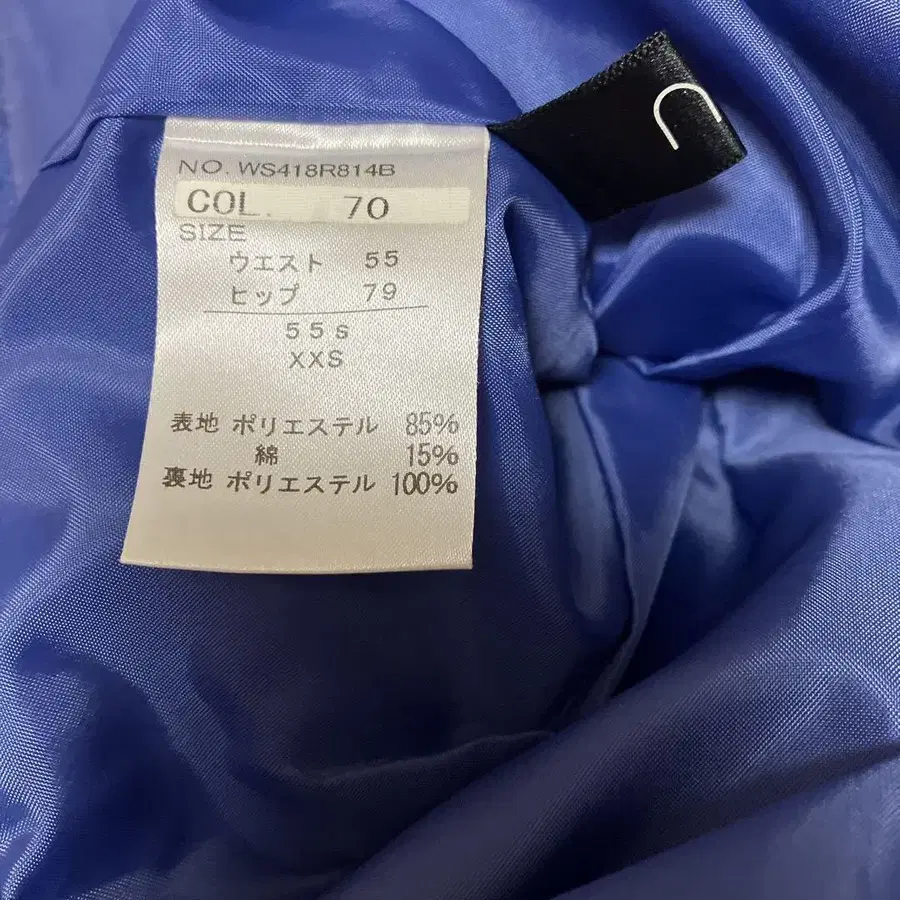 NO. WS418R814B
COL. 70
SIZE
ウエスト 55
ヒップ 79
55s
XXS
表地 ポリエステル 85%
綿 15%
裏地 ポリエステル 100%